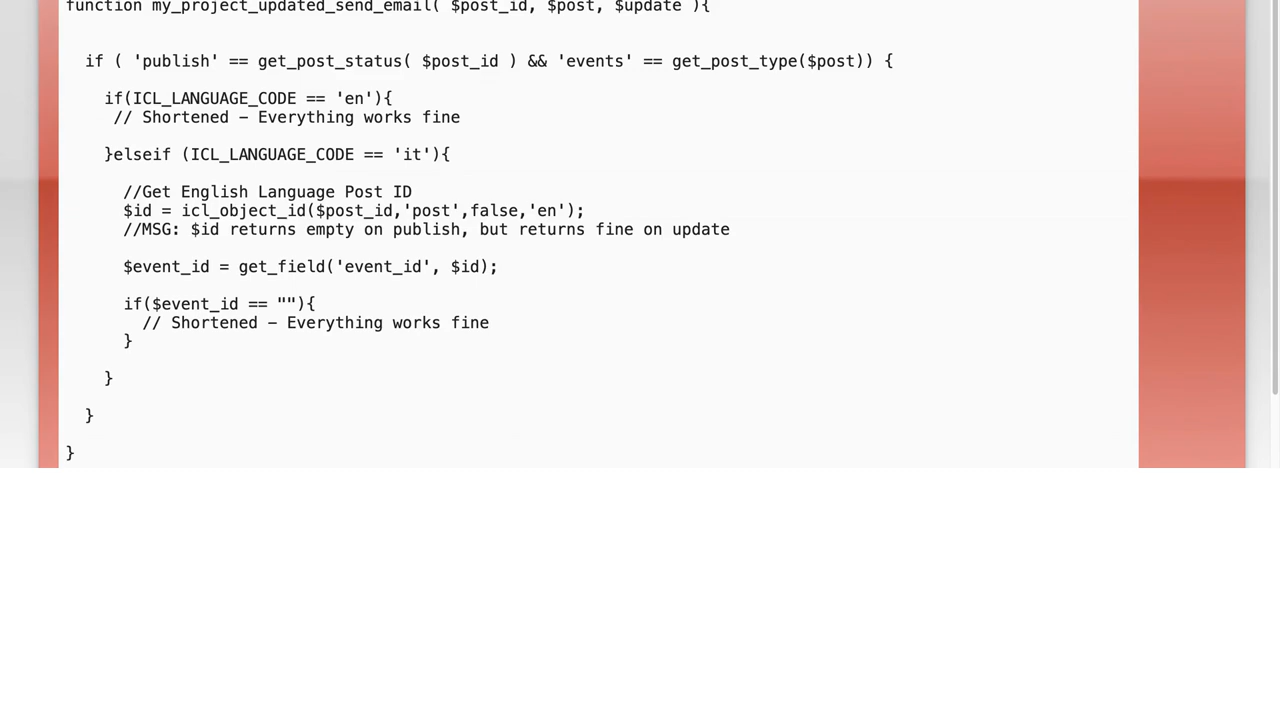 function my_project_updated_send_email( $post_id, $post, $update ){
if ( 'publish' == get_post_status( $post_id ) && 'events' == get_post_type($post)) {
if(ICL_LANGUAGE_CODE == 'en'){
// Shortened – Everything works fine
}elseif (ICL_LANGUAGE_CODE == 'it'){
//Get English Language Post ID
$id = icl_object_id($post_id,'post',false,'en');
//MSG: $id returns empty on publish, but returns fine on update
$event_id = get_field('event_id', $id);
if($event_id == ""){
// Shortened – Everything works fine
}
}
}
}